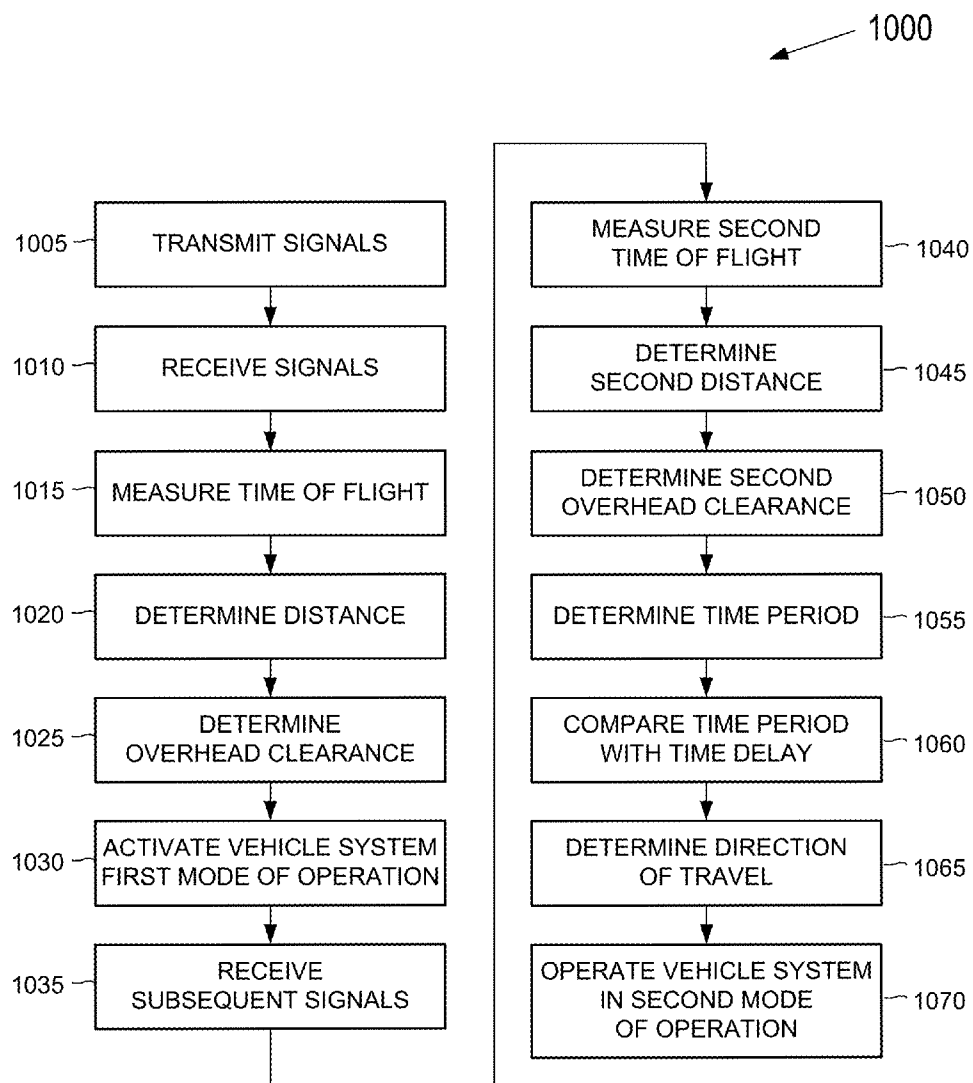 1000
1005
TRANSMIT SIGNALS
1010
RECEIVE SIGNALS
1015
MEASURE TIME OF FLIGHT
1020
DETERMINE DISTANCE
1025
DETERMINE
OVERHEAD CLEARANCE
1030
ACTIVATE VEHICLE SYSTEM
FIRST MODE OF OPERATION
1035
RECEIVE
SUBSEQUENT SIGNALS
MEASURE SECOND
TIME OF FLIGHT
1040
DETERMINE
SECOND DISTANCE
1045
DETERMINE SECOND
OVERHEAD CLEARANCE
1050
DETERMINE TIME PERIOD
1055
COMPARE TIME PERIOD
WITH TIME DELAY
1060
DETERMINE DIRECTION
OF TRAVEL
1065
OPERATE VEHICLE SYSTEM
IN SECOND MODE
OF OPERATION
1070